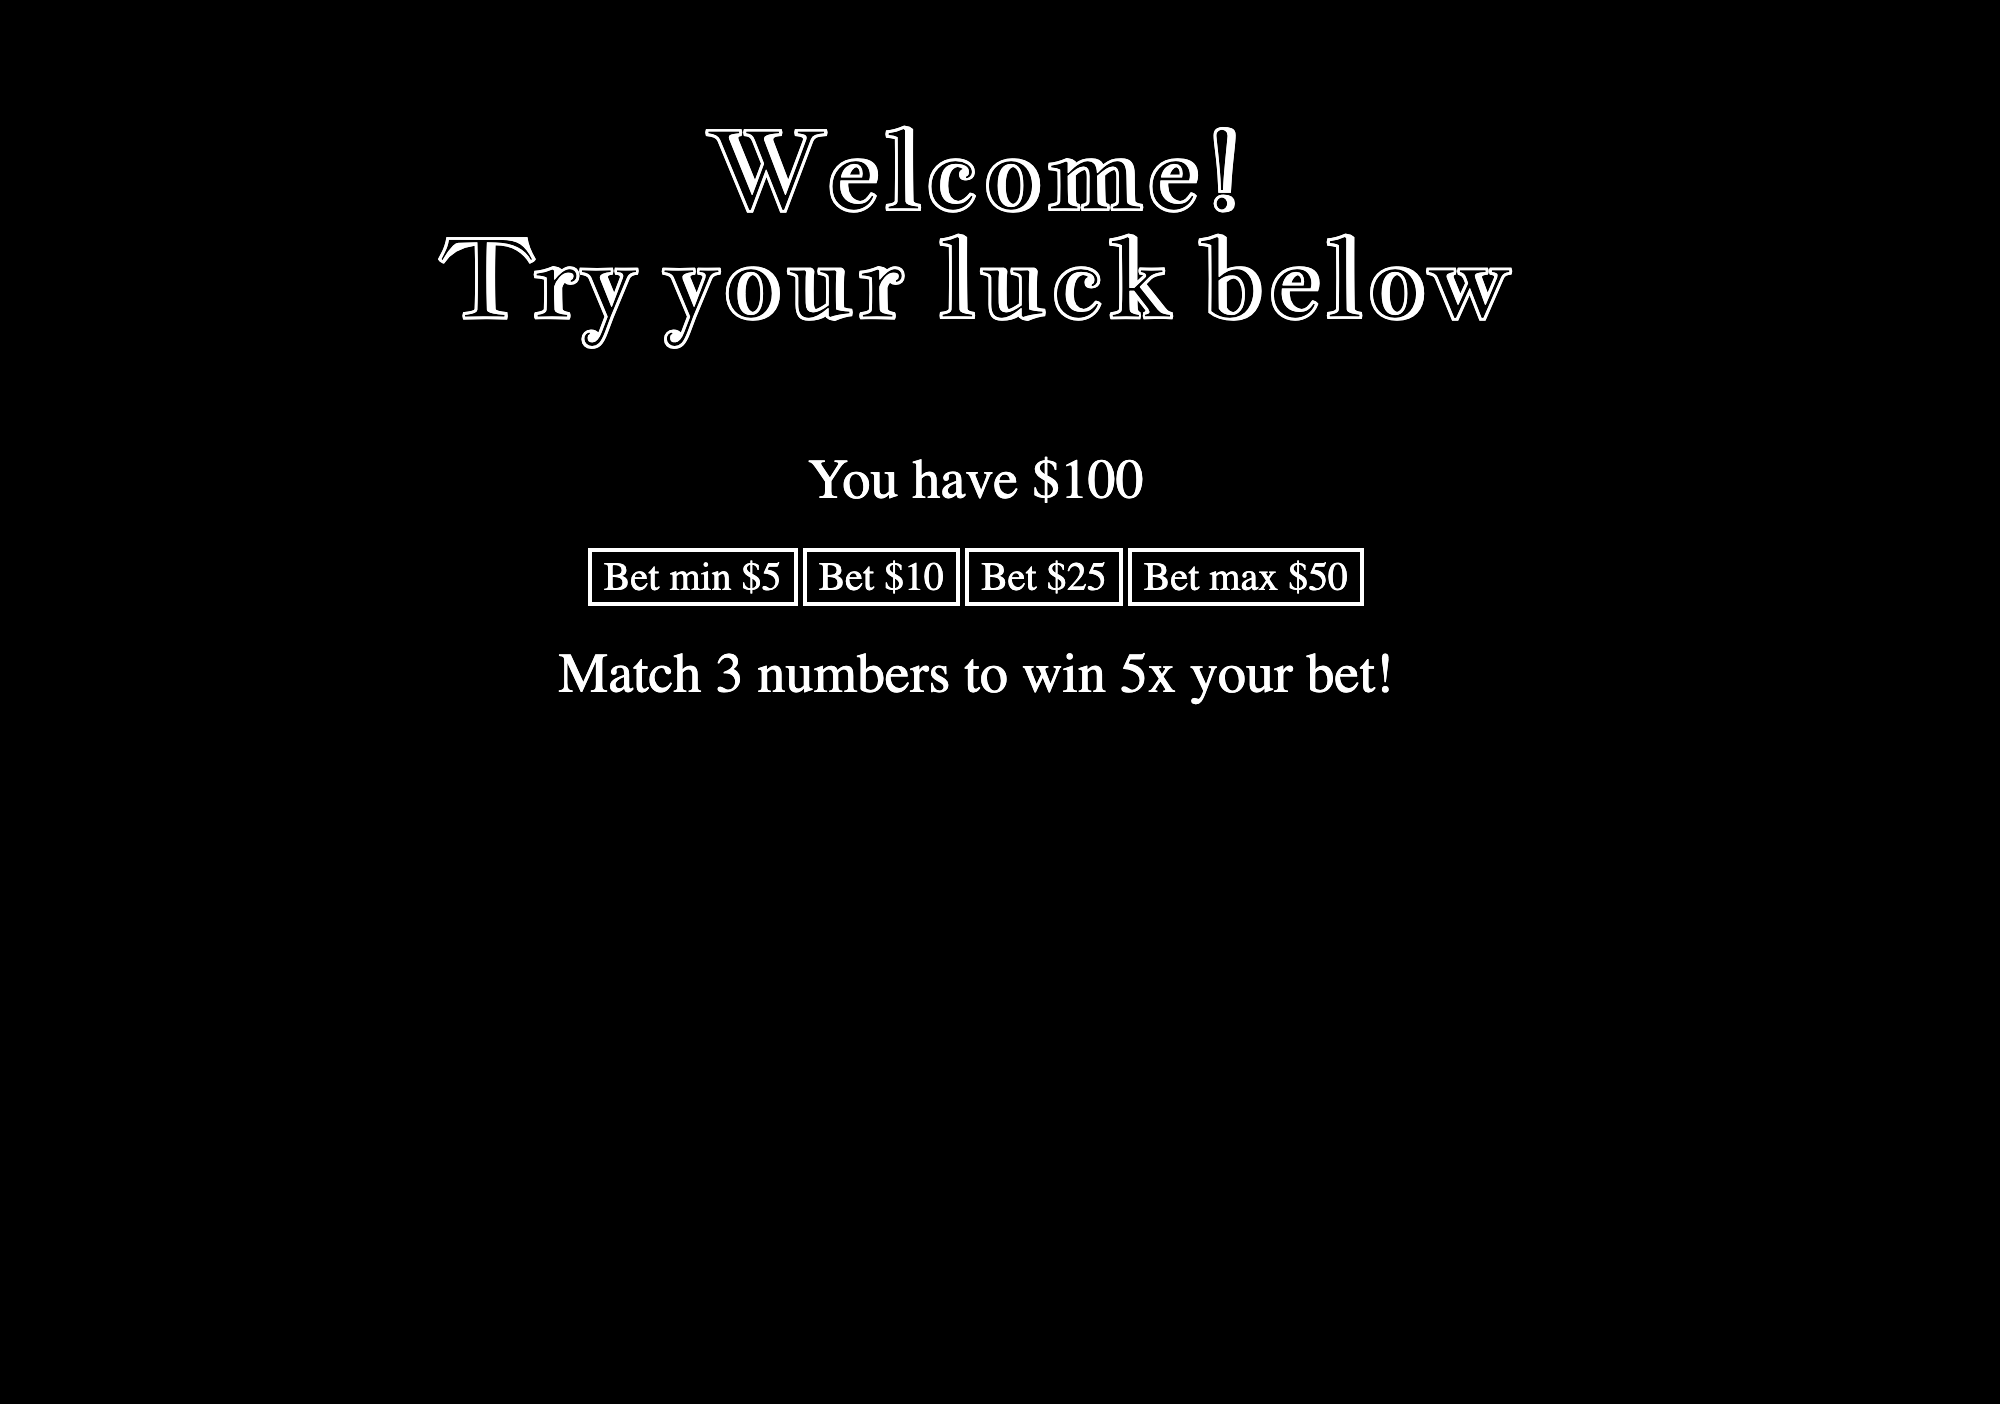 Welcome!
Try your luck below
You have $100
Bet min $5 Bet $10 Bet $25 Bet max $50
Match 3 numbers to win 5x your bet!